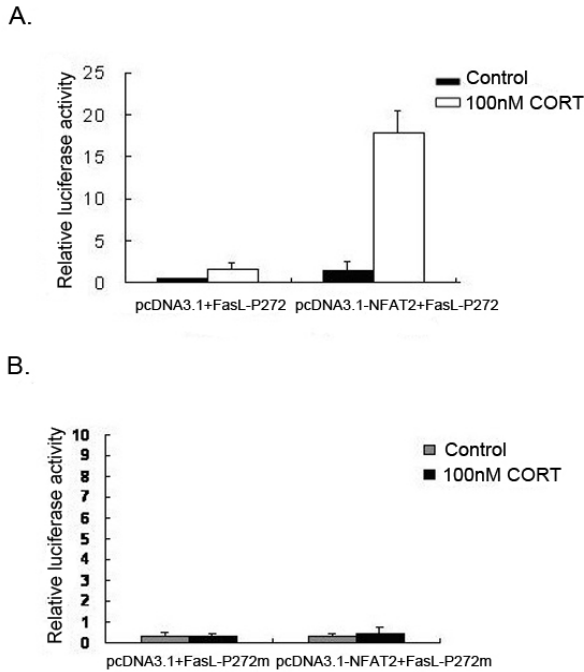 A.
Relative luciferase activity
25
20
15
10
5
0
Control
100nM CORT
pcDNA3.1+FasL-P272
pcDNA3.1-NFAT2+FasL-P272
B.
Relative luciferase activity
10
9
8
7
6
5
4
3
2
1
0
Control
100nM CORT
pcDNA3.1+FasL-P272m
pcDNA3.1-NFAT2+FasL-P272m